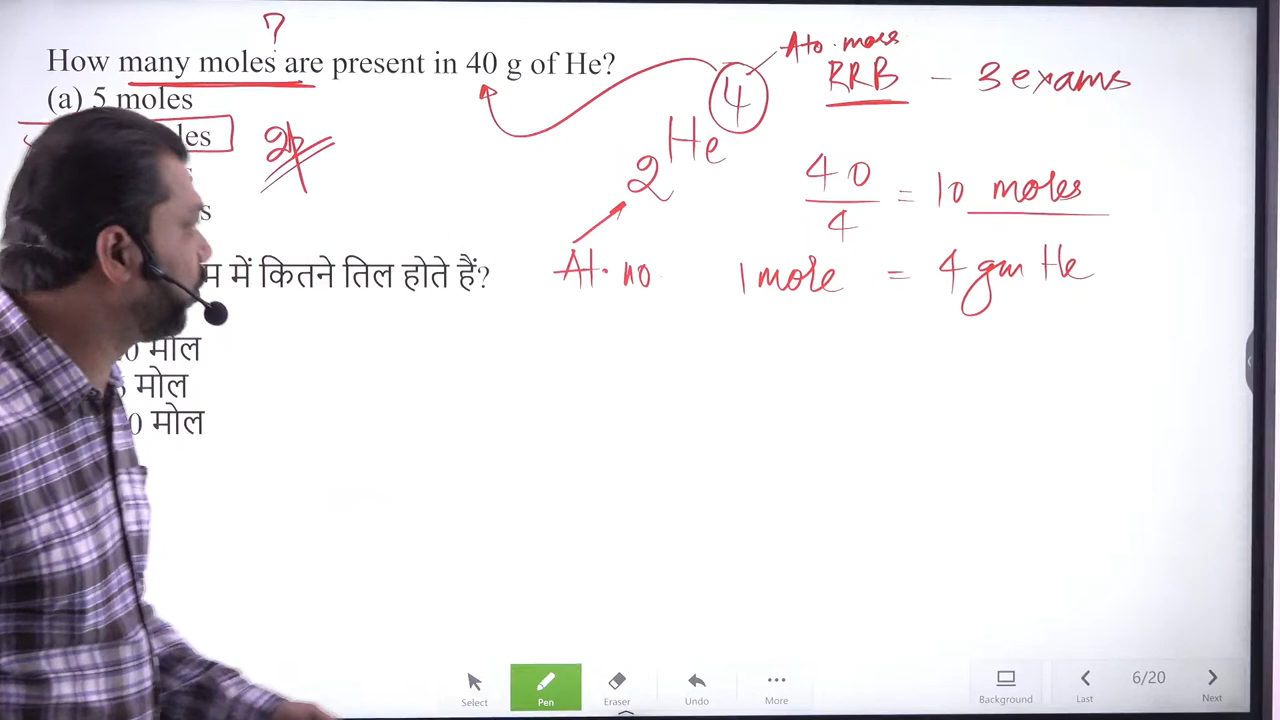 ?
How many moles are present in 40 g of He?
(a) 5 moles
les
s
में कितने तिल होते हैं?
मोल
मोल
0 मोल
4
Ato. mass
RRB - 3 exams
2 He
At. no
40
4
= 10 moles
1 mole = 4 gm He
Select
Pen
Eraser
Undo
More
Background
Last
6/20
Next